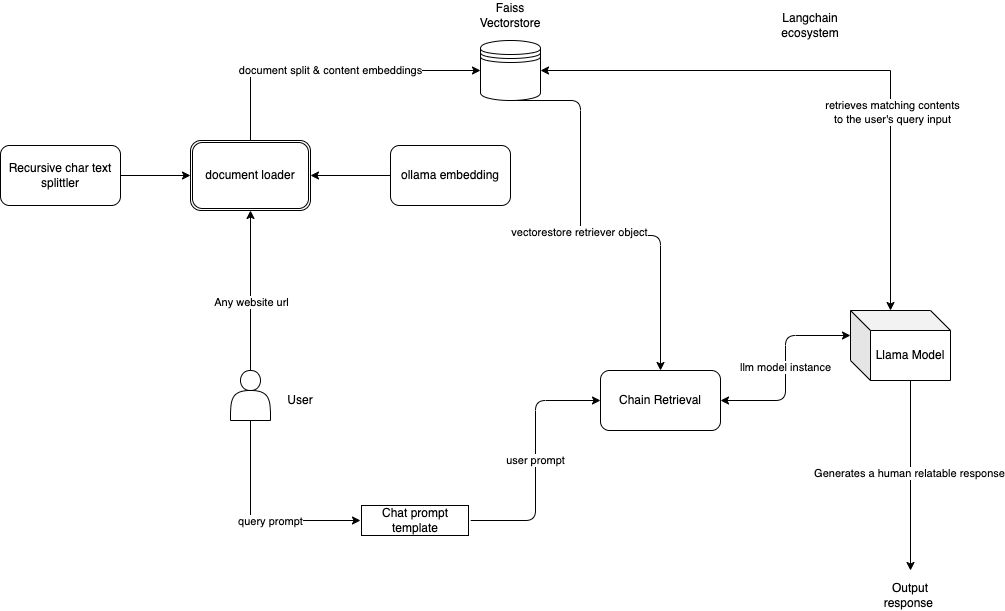 Faiss
Vectorstore
Langchain
ecosystem
document split & content embeddings
retrieves matching contents
to the user's query input
Recursive char text
splittler
document loader
ollama embedding
vectorestore retriever object
Any website url
Llama Model
llm model instance
User
Chain Retrieval
user prompt
Generates a human relatable response
Chat prompt
template
query prompt
Output
response